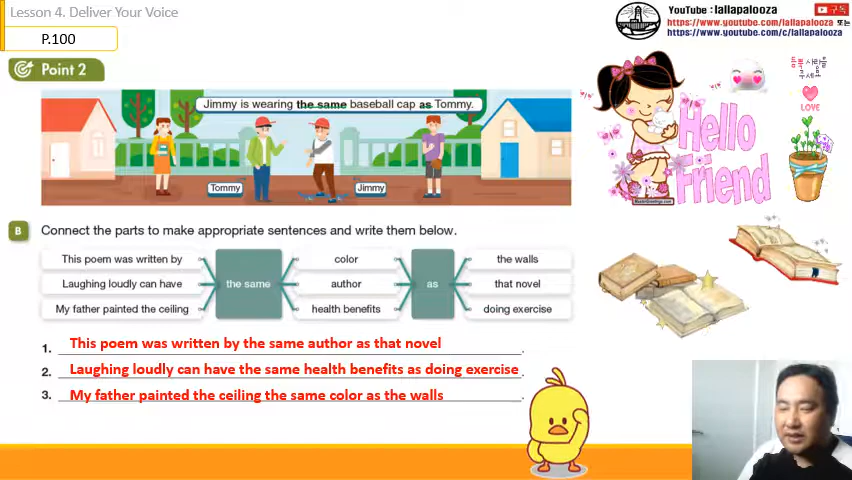 Lesson 4. Deliver Your Voice
P.100
YouTube : lallapalooza
구독
https://www.youtube.com/lallapalooza 또는
https://www.youtube.com/c/lallapalooza
Point 2
Jimmy is wearing the same baseball cap as Tommy.
Tommy
Jimmy
Hello
Friend
LOVE
B Connect the parts to make appropriate sentences and write them below.
This poem was written by
Laughing loudly can have
My father painted the ceiling
the same
color
author
health benefits
as
the walls
that novel
doing exercise
1. This poem was written by the same author as that novel.
2. Laughing loudly can have the same health benefits as doing exercise.
3. My father painted the ceiling the same color as the walls.